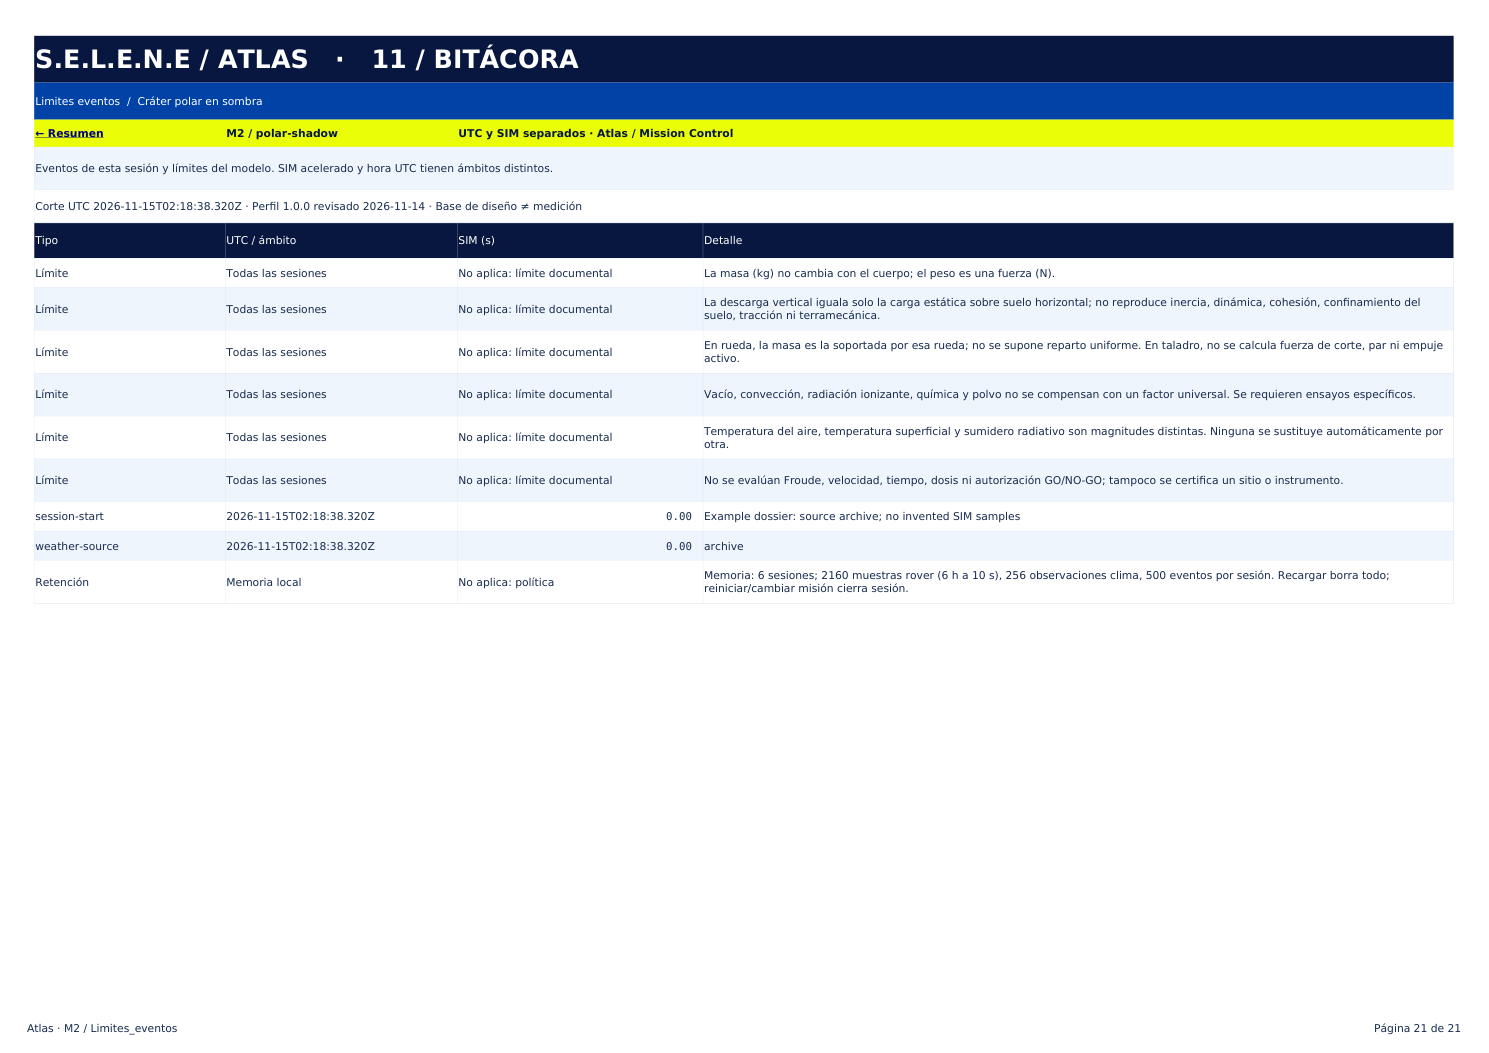 S.E.L.E.N.E / ATLAS · 11 / BITÁCORA
Limites eventos / Cráter polar en sombra
← Resumen M2 / polar-shadow UTC y SIM separados · Atlas / Mission Control
Eventos de esta sesión y límites del modelo. SIM acelerado y hora UTC tienen ámbitos distintos.
Corte UTC 2026-11-15T02:18:38.320Z · Perfil 1.0.0 revisado 2026-11-14 · Base de diseño ≠ medición
Tipo UTC / ámbito SIM (s) Detalle
Límite Todas las sesiones No aplica: límite documental La masa (kg) no cambia con el cuerpo; el peso es una fuerza (N).
Límite Todas las sesiones No aplica: límite documental La descarga vertical iguala solo la carga estática sobre suelo horizontal; no reproduce inercia, dinámica, cohesión, confinamiento del
suelo, tracción ni terramecánica.
Límite Todas las sesiones No aplica: límite documental En rueda, la masa es la soportada por esa rueda; no se supone reparto uniforme. En taladro, no se calcula fuerza de corte, par ni empuje
activo.
Límite Todas las sesiones No aplica: límite documental Vacío, convección, radiación ionizante, química y polvo no se compensan con un factor universal. Se requieren ensayos específicos.
Límite Todas las sesiones No aplica: límite documental Temperatura del aire, temperatura superficial y sumidero radiativo son magnitudes distintas. Ninguna se sustituye automáticamente por
otra.
Límite Todas las sesiones No aplica: límite documental No se evalúan Froude, velocidad, tiempo, dosis ni autorización GO/NO-GO; tampoco se certifica un sitio o instrumento.
session-start 2026-11-15T02:18:38.320Z 0.00 Example dossier: source archive; no invented SIM samples
weather-source 2026-11-15T02:18:38.320Z 0.00 archive
Retención Memoria local No aplica: política Memoria: 6 sesiones; 2160 muestras rover (6 h a 10 s), 256 observaciones clima, 500 eventos por sesión. Recargar borra todo;
reiniciar/cambiar misión cierra sesión.
Atlas · M2 / Limites_eventos Página 21 de 21